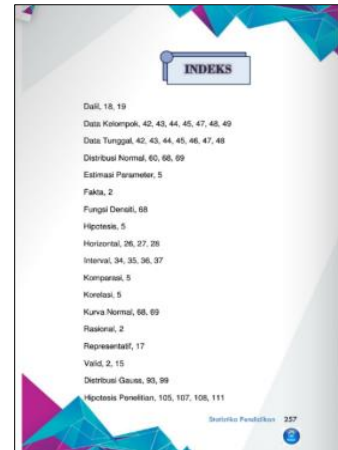 INDEKS
Dalil, 18, 19
Data Kelompok, 42, 43, 44, 45, 47, 48, 49
Data Tunggal, 42, 43, 44, 45, 46, 47, 48
Distribusi Normal, 60, 68, 69
Estimasi Parameter, 5
Fakta, 2
Fungsi Densiti, 68
Hipotesis, 5
Horizontal, 26, 27, 28
Interval, 34, 35, 36, 37
Komparasi, 5
Korelasi, 5
Kurva Normal, 68, 69
Rasional, 2
Representatif, 17
Valid, 2, 15
Distribusi Gauss, 93, 99
Hipotesis Penelitian, 105, 107, 108, 111
Statistika Pendidikan 257